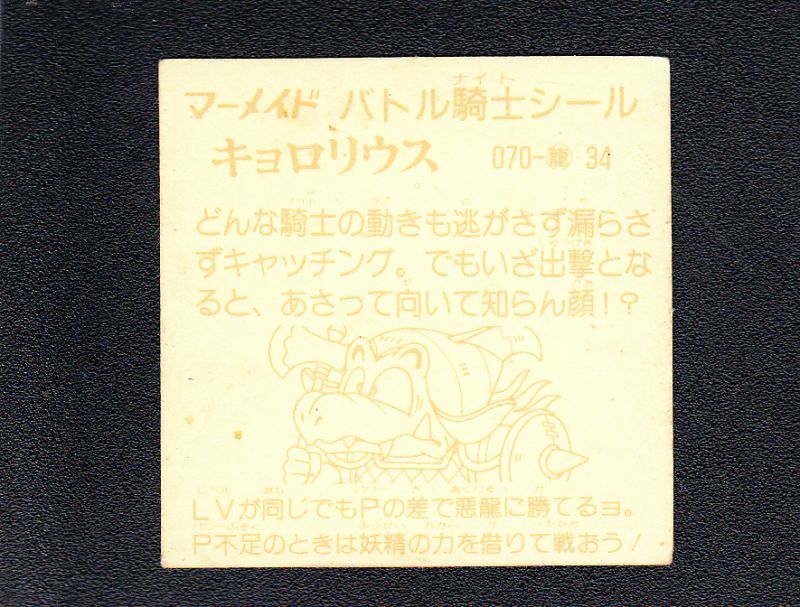 マーメイド バトル騎士シール
ナイト
キョロリウス 070-龍 34
どんな騎士の動きも逃がさず漏らさ
ずキャッチング。でもいざ出撃とな
ると、あさって向いて知らん顔!?
LVが同じでもPの差で悪龍に勝てるヨ。
P不足のときは妖精の力を借りて戦おう!